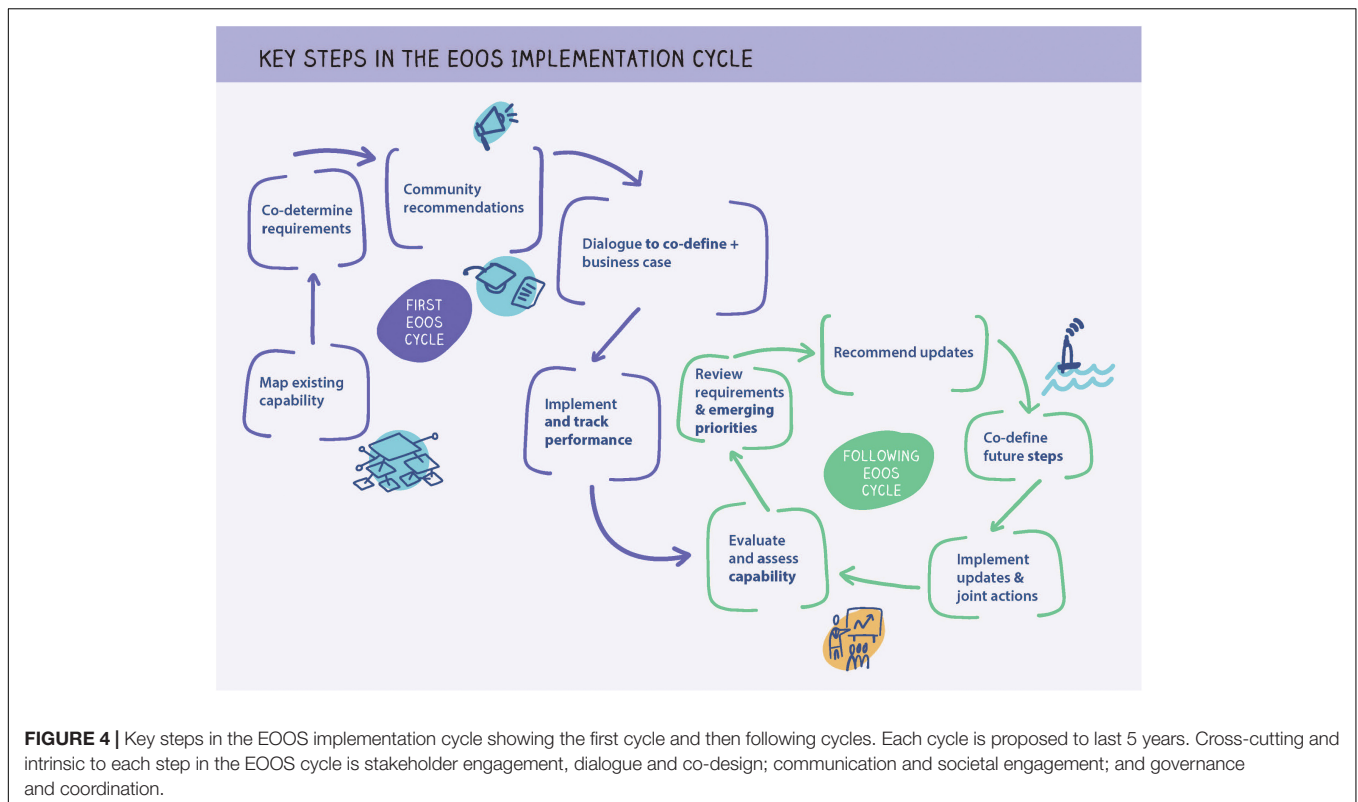 KEY STEPS IN THE EOOS IMPLEMENTATION CYCLE
Co-determine
requirements
Community
recommendations
Dialogue to co-define +
business case
FIRST
EOOS
CYCLE
Map existing
capability
Implement
and track
performance
Review
requirements
& emerging
priorities
Recommend updates
Co-define
future steps
FOLLOWING
EOOS
CYCLE
Evaluate
and assess
capability
Implement
updates &
joint actions
FIGURE 4 | Key steps in the EOOS implementation cycle showing the first cycle and then following cycles. Each cycle is proposed to last 5 years. Cross-cutting and
intrinsic to each step in the EOOS cycle is stakeholder engagement, dialogue and co-design; communication and societal engagement; and governance
and coordination.